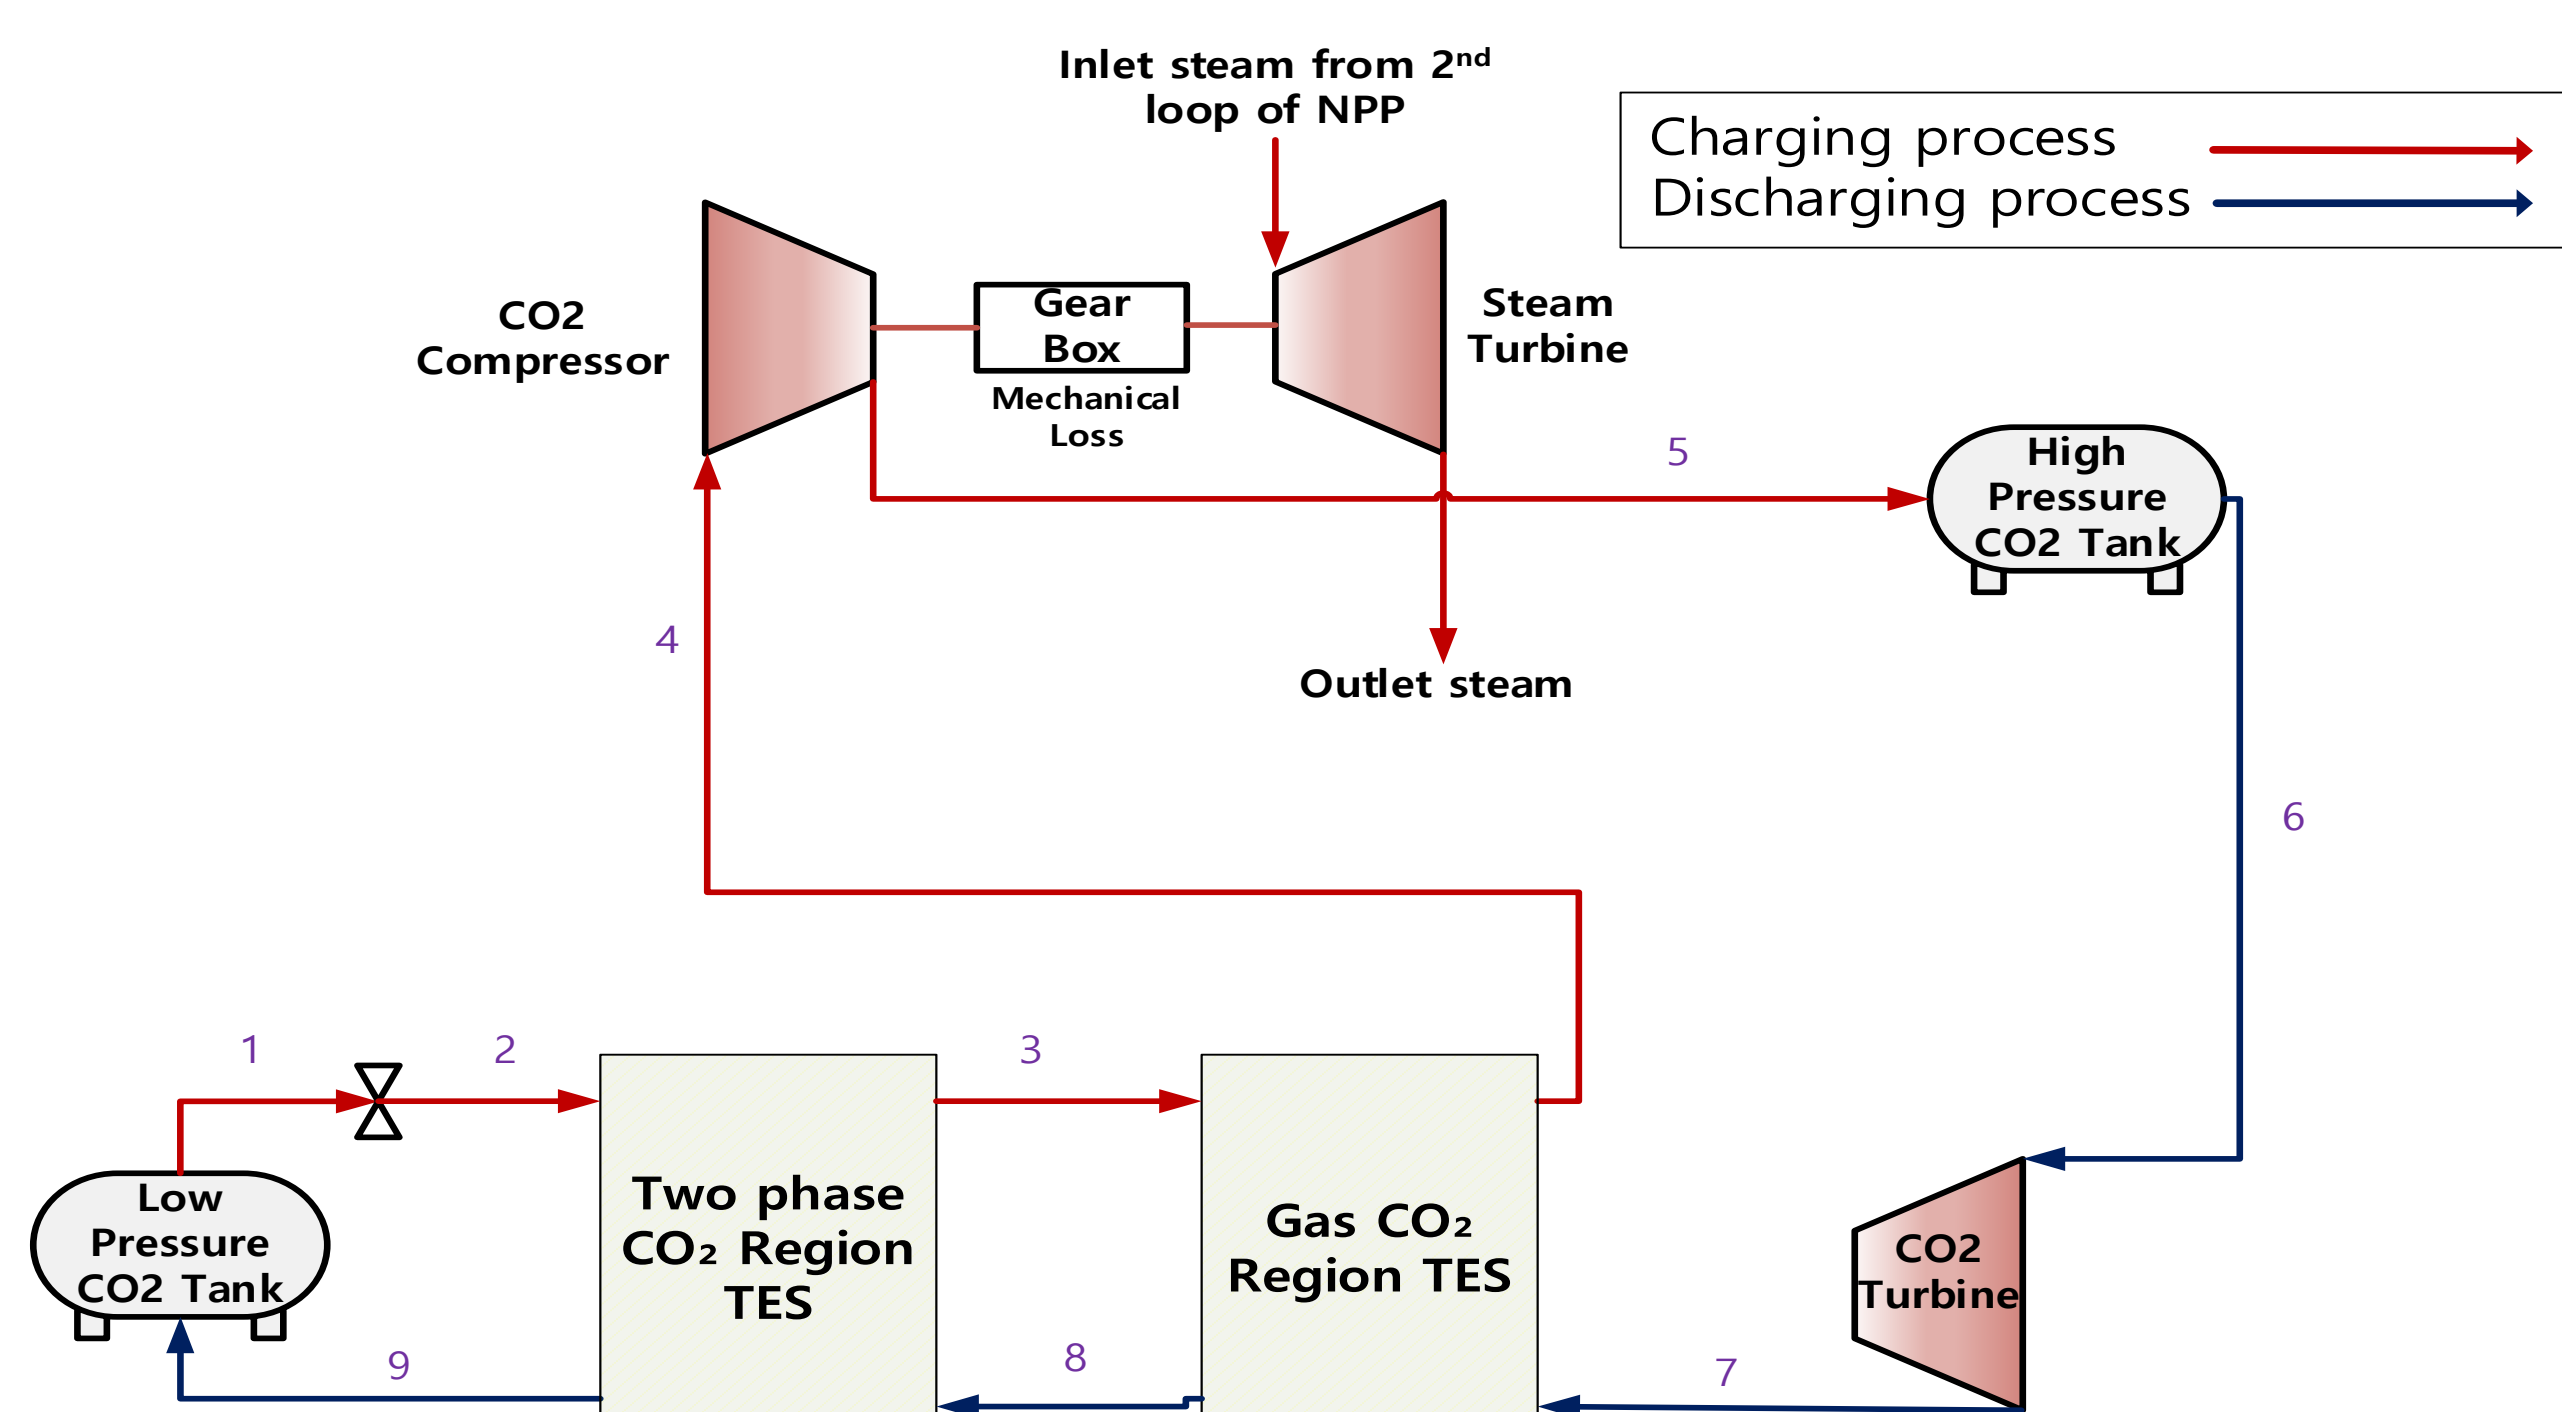 Inlet steam from 2nd
loop of NPP
Charging process
Discharging process
CO2
Compressor
Gear
Box
Mechanical
Loss
Steam
Turbine
5
High
Pressure
CO2 Tank
4
Outlet steam
6
1
2
3
Low
Pressure
CO2 Tank
Two phase
CO₂ Region
TES
Gas CO₂
Region TES
CO2
Turbine
9
8
7